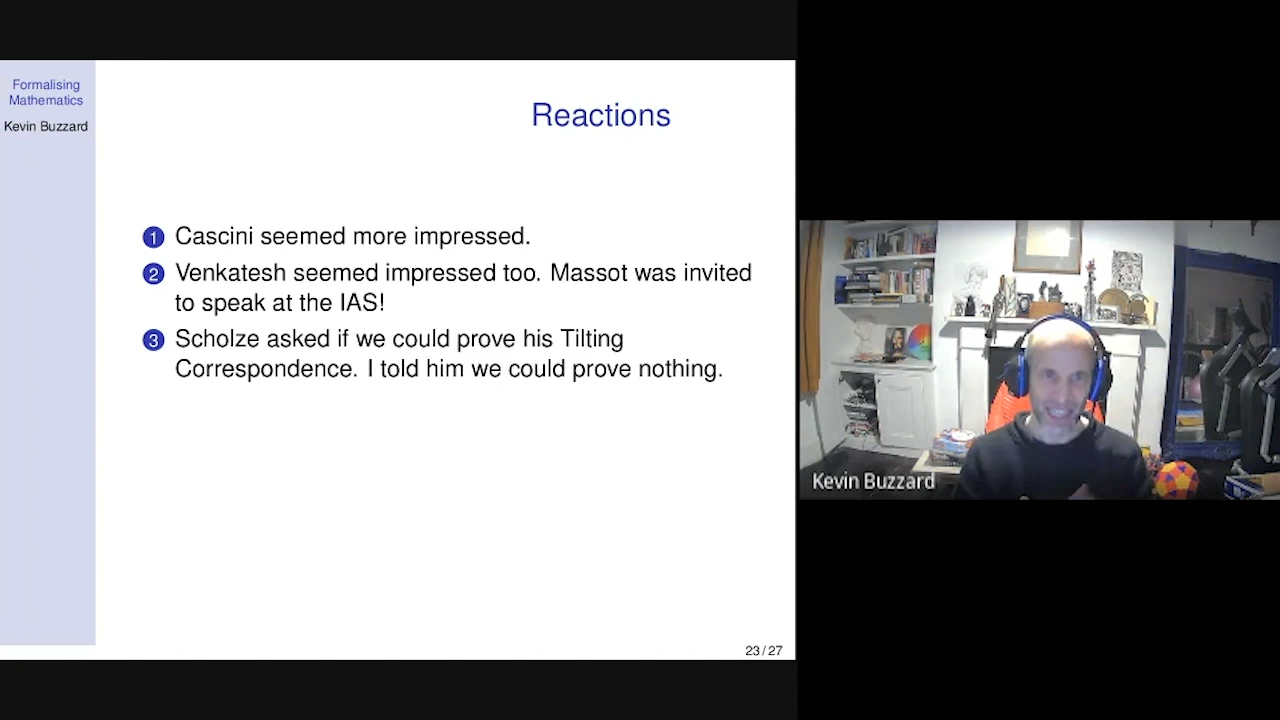 Formalising
Mathematics
Kevin Buzzard
Reactions
1 Cascini seemed more impressed.
2 Venkatesh seemed impressed too. Massot was invited
to speak at the IAS!
3 Scholze asked if we could prove his Tilting
Correspondence. I told him we could prove nothing.
23 / 27
Kevin Buzzard